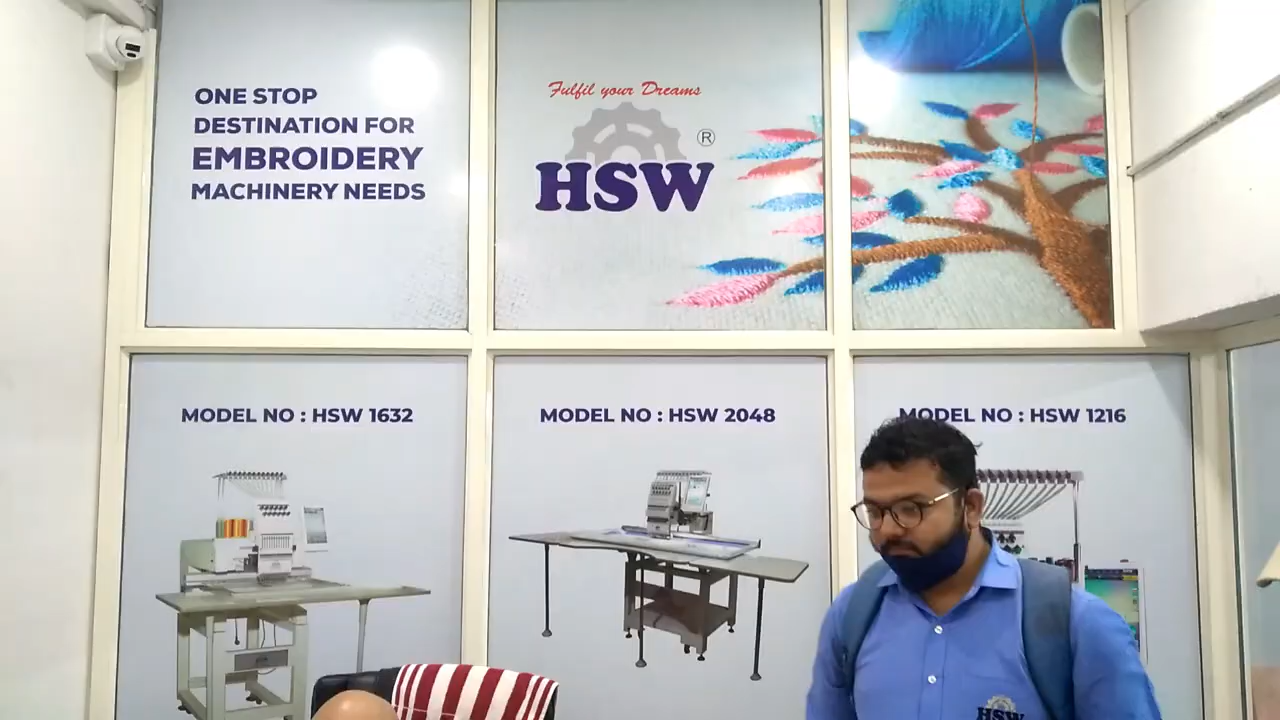 ONE STOP
DESTINATION FOR
EMBROIDERY
MACHINERY NEEDS
Fulfil your Dreams
®
HSW
MODEL NO : HSW 1632
MODEL NO : HSW 2048
MODEL NO : HSW 1216
HSW